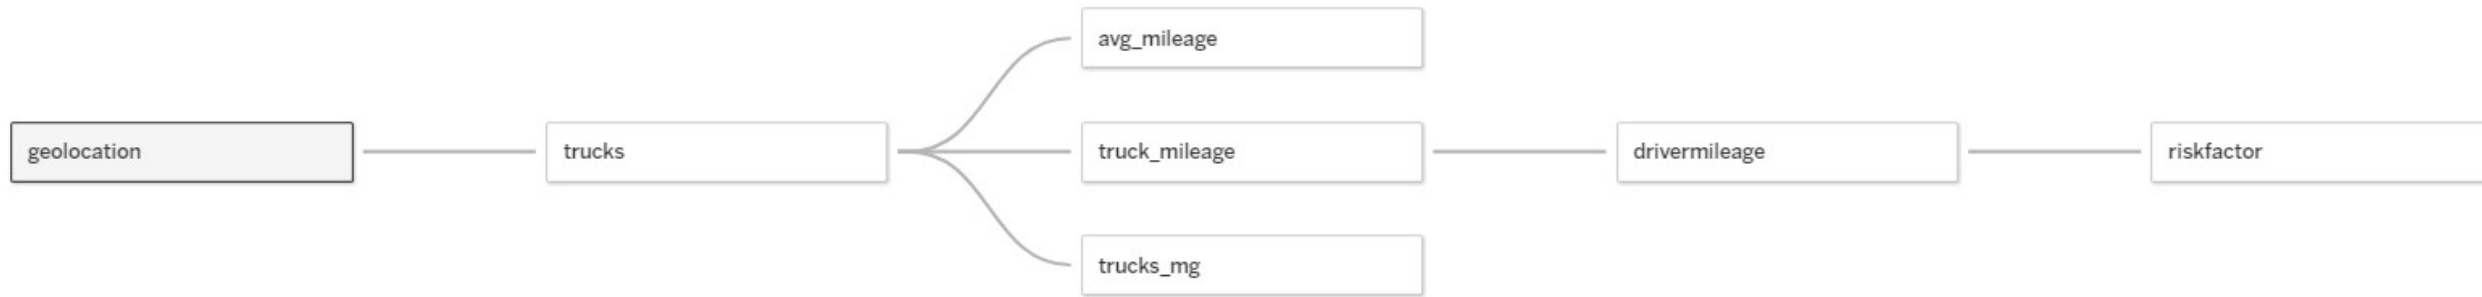 avg_mileage
geolocation
trucks
truck_mileage
drivermileage
riskfactor
trucks_mg